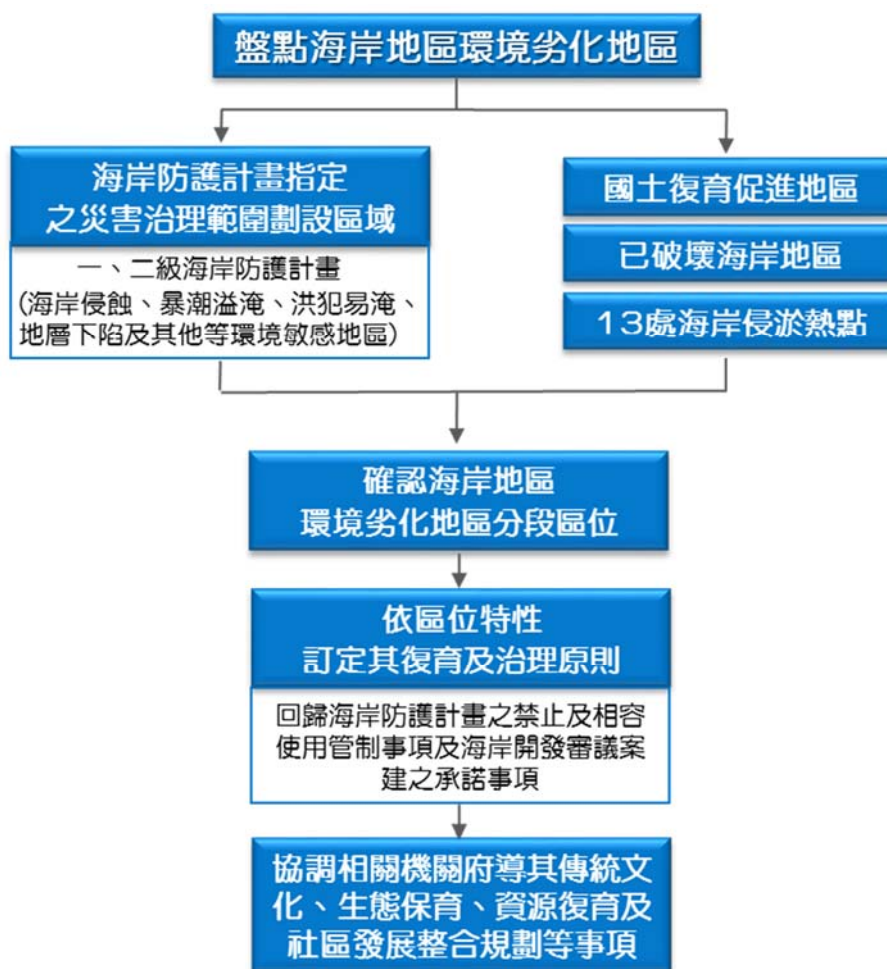 盤點海岸地區環境劣化地區
海岸防護計畫指定
之災害治理範圍劃設區域
一、二級海岸防護計畫
(海岸侵蝕、暴潮溢淹、洪犯易淹、
地層下陷及其他等環境敏感地區)
國土復育促進地區
已破壞海岸地區
13處海岸侵淤熱點
確認海岸地區
環境劣化地區分段區位
依區位特性
訂定其復育及治理原則
回歸海岸防護計畫之禁止及相容
使用管制事項及海岸開發審議案
建之承諾事項
協調相關機關府導其傳統文
化、生態保育、資源復育及
社區發展整合規劃等事項